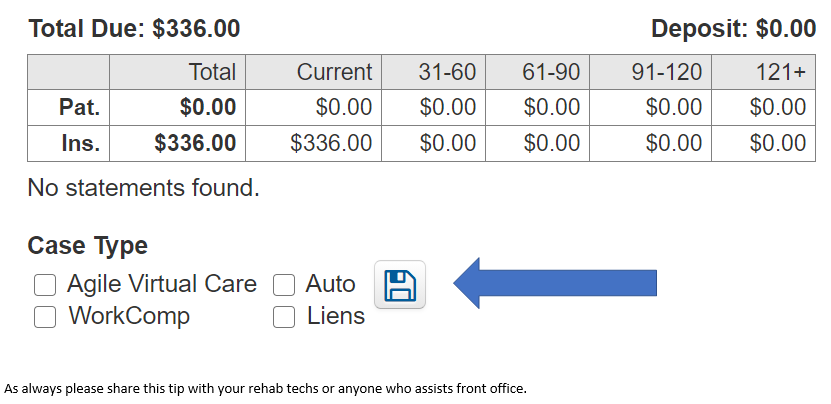 Total Due: $336.00 Deposit: $0.00
Total Current 31-60 61-90 91-120 121+
Pat. $0.00 $0.00 $0.00 $0.00 $0.00 $0.00
Ins. $336.00 $336.00 $0.00 $0.00 $0.00 $0.00
No statements found.
Case Type
Agile Virtual Care Auto
WorkComp Liens
As always please share this tip with your rehab techs or anyone who assists front office.